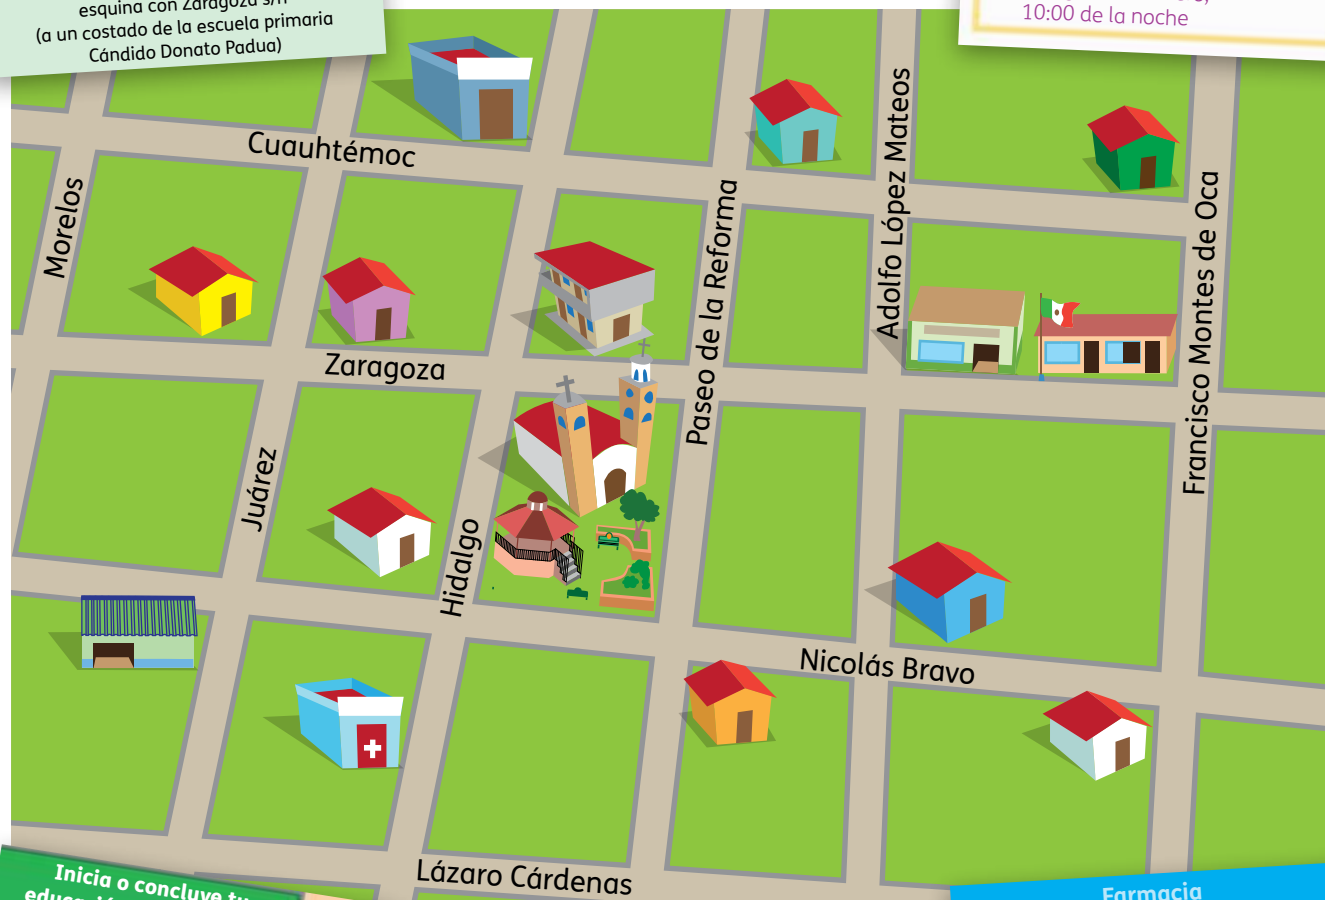 esquina con Zaragoza s/n
(a un costado de la escuela primaria
Cándido Donato Padua)
10:00 de la noche
Cuauhtémoc
Morelos
Zaragoza
Juárez
Hidalgo
Paseo de la Reforma
Adolfo López Mateos
Francisco Montes de Oca
Nicolás Bravo
Lázaro Cárdenas
Inicia o concluye tu
Farmacia